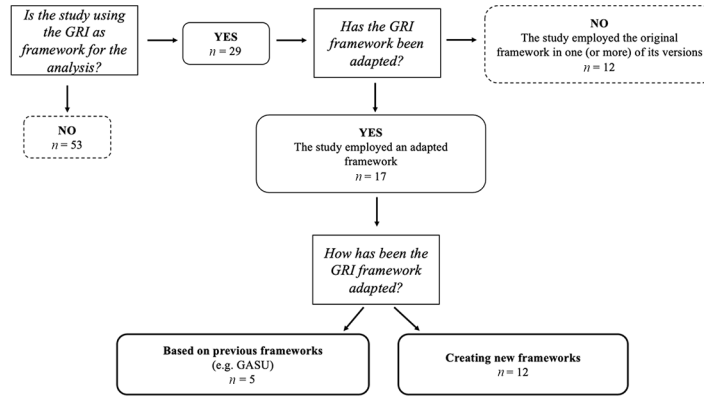 Is the study using
the GRI as
framework for the
analysis?
YES
n = 29
Has the GRI
framework been
adapted?
NO
The study employed the original
framework in one (or more) of its versions
n = 12
NO
n = 53
YES
The study employed an adapted
framework
n = 17
How has been the
GRI framework
adapted?
Based on previous frameworks
(e.g. GASU)
n = 5
Creating new frameworks
n = 12